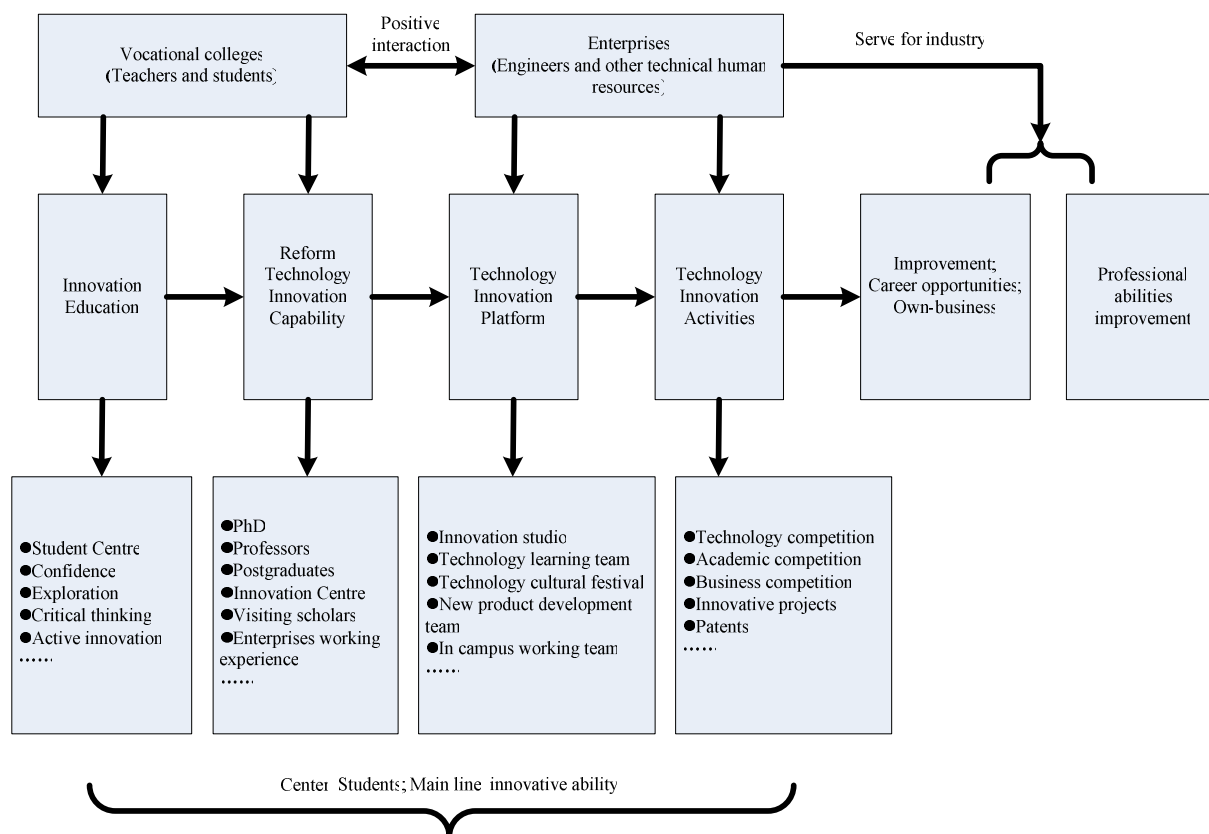 Vocational colleges
(Teachers and students)
Positive
interaction
Enterprises
(Engineers and other technical human
resources)
Serve for industry
Innovation
Education
Reform
Technology
Innovation
Capability
Technology
Innovation
Platform
Technology
Innovation
Activities
Improvement;
Career opportunities;
Own-business
Professional
abilities
improvement
●Student Centre
●Confidence
●Exploration
●Critical thinking
●Active innovation
……
●PhD
●Professors
●Postgraduates
●Innovation Centre
●Visiting scholars
●Enterprises working
experience
……
●Innovation studio
●Technology learning team
●Technology cultural festival
●New product development
team
●In campus working team
……
●Technology competition
●Academic competition
●Business competition
●Innovative projects
●Patents
……
Center: Students; Main line: innovative ability